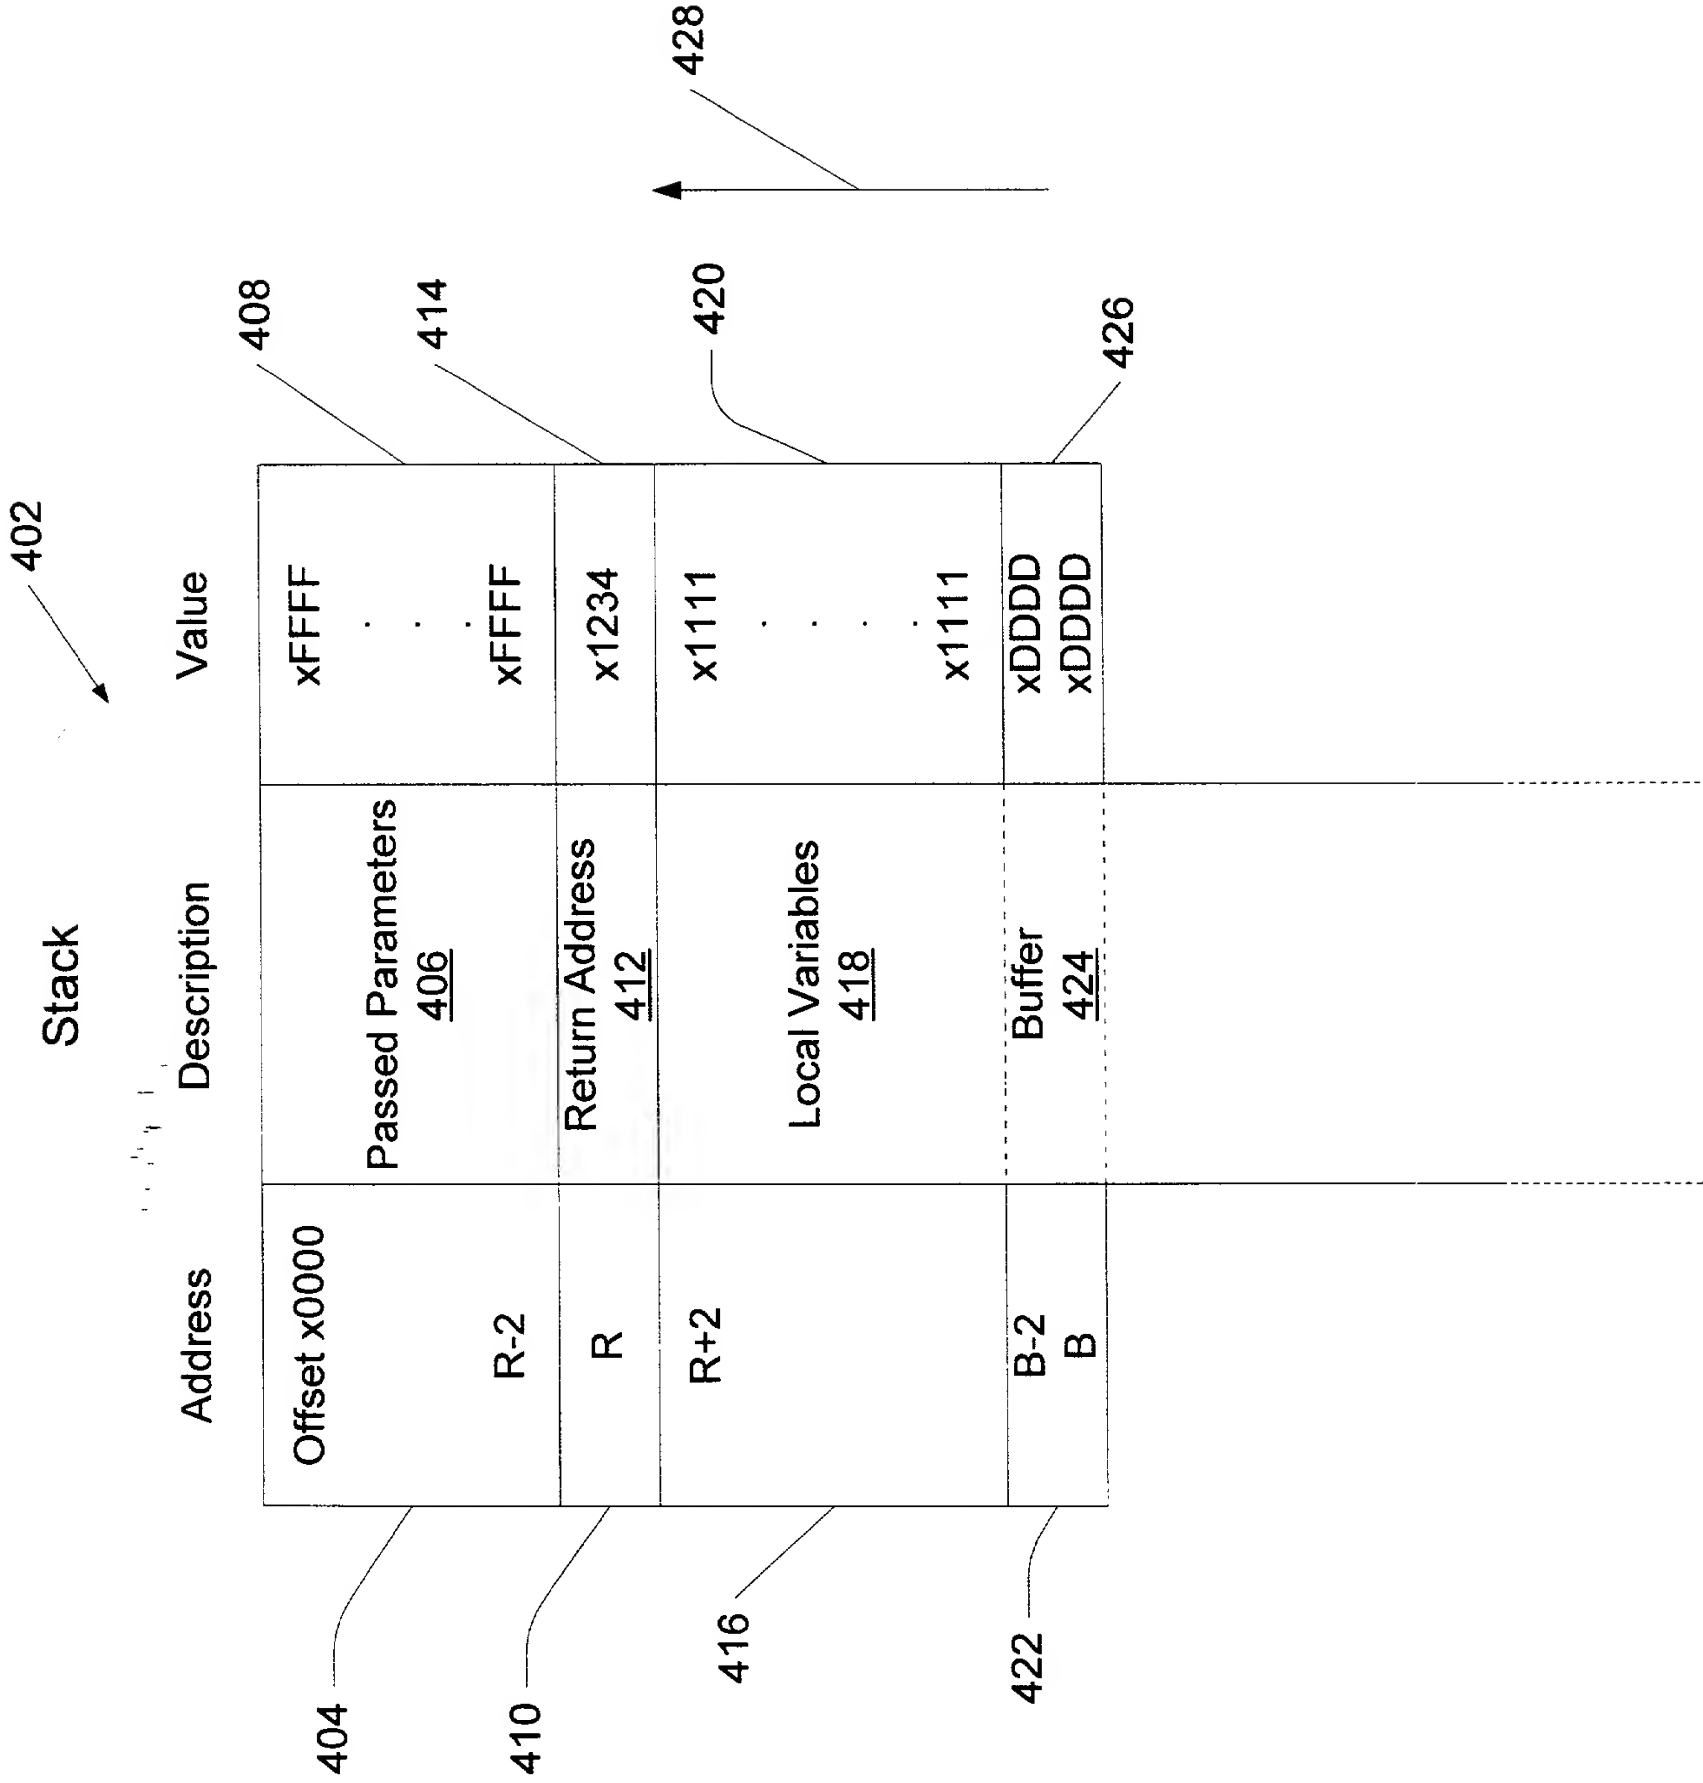 Stack
402
Address Description Value
Offset x0000 Passed Parameters xFFFF
406
R-2 xFFFF
404
408
R Return Address x1234
412
410
414
R+2 Local Variables x1111
418
x1111
416
420
B-2 Buffer xDDDD
B 424 xDDDD
422
426
428